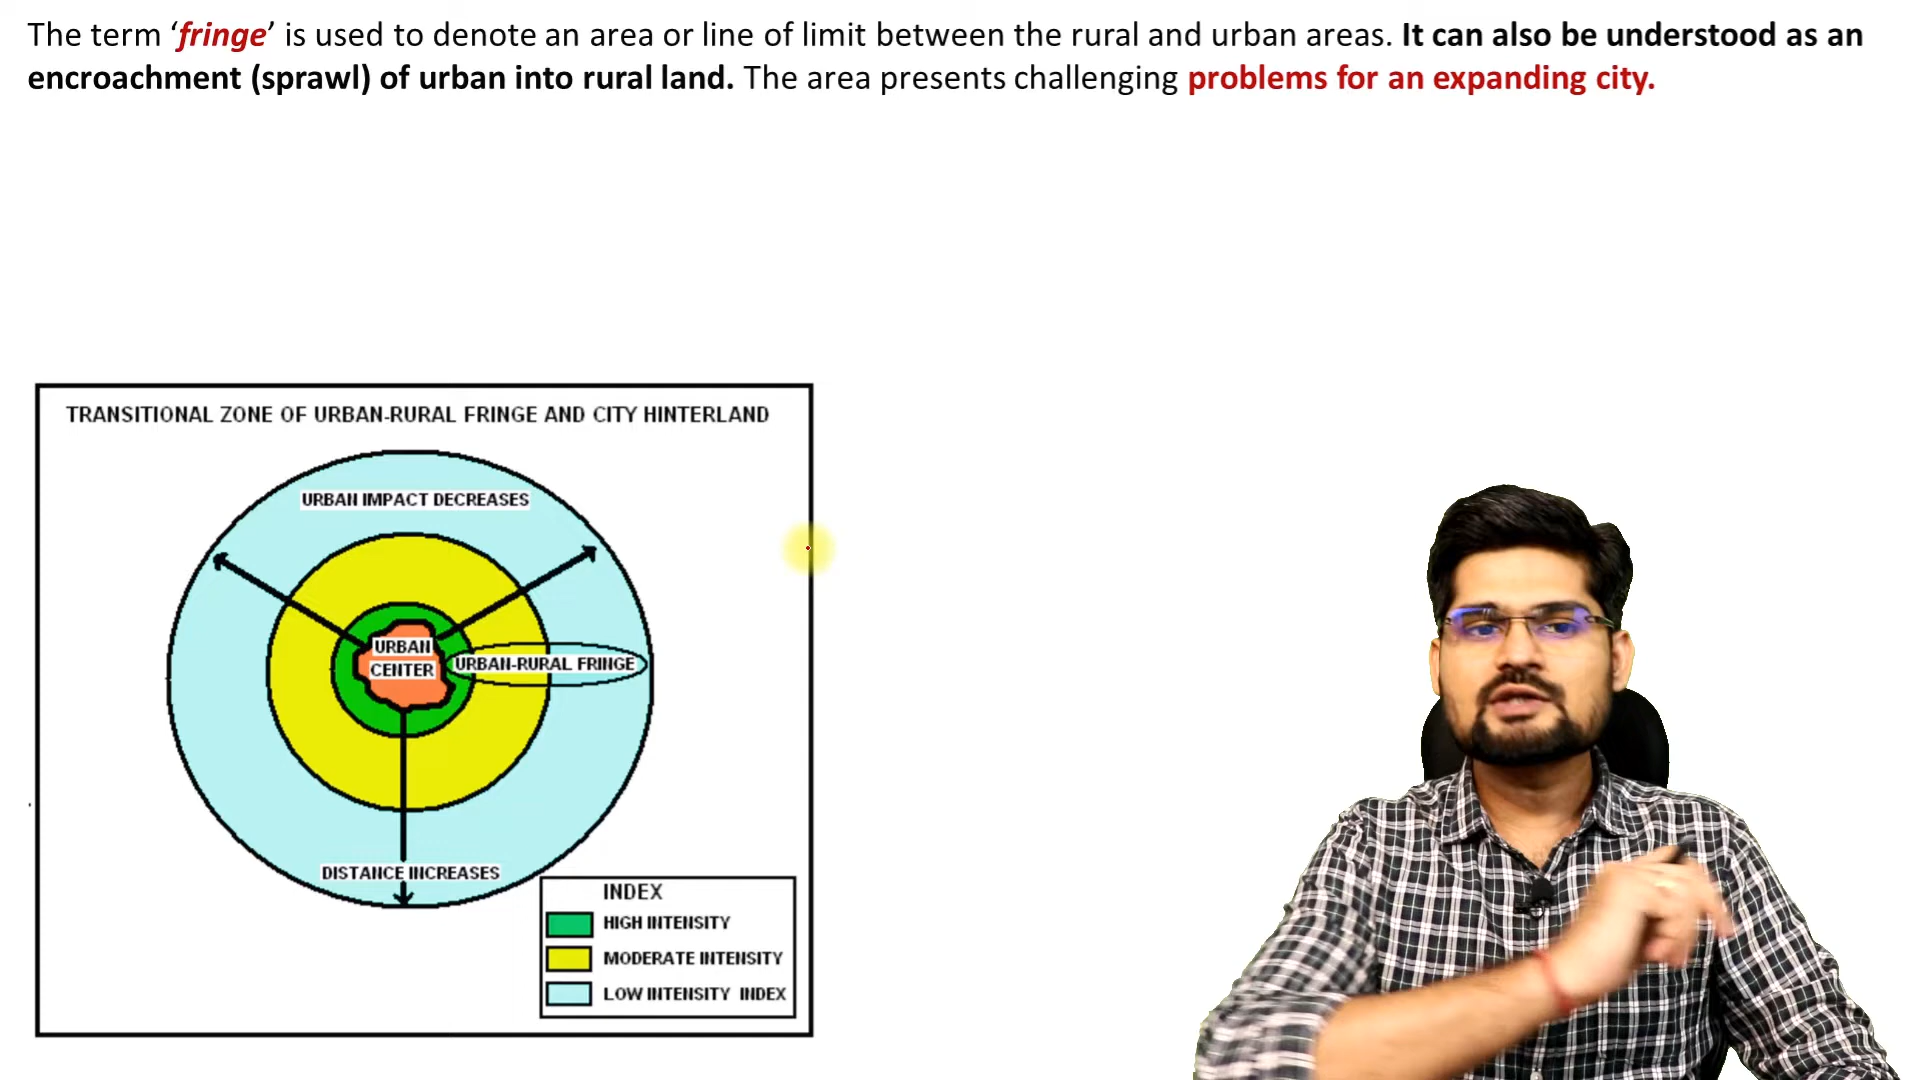 The term ‘fringe’ is used to denote an area or line of limit between the rural and urban areas. It can also be understood as an
encroachment (sprawl) of urban into rural land. The area presents challenging problems for an expanding city.
TRANSITIONAL ZONE OF URBAN-RURAL FRINGE AND CITY HINTERLAND
URBAN IMPACT DECREASES
URBAN
CENTER
URBAN-RURAL FRINGE
DISTANCE INCREASES
INDEX
HIGH INTENSITY
MODERATE INTENSITY
LOW INTENSITY INDEX